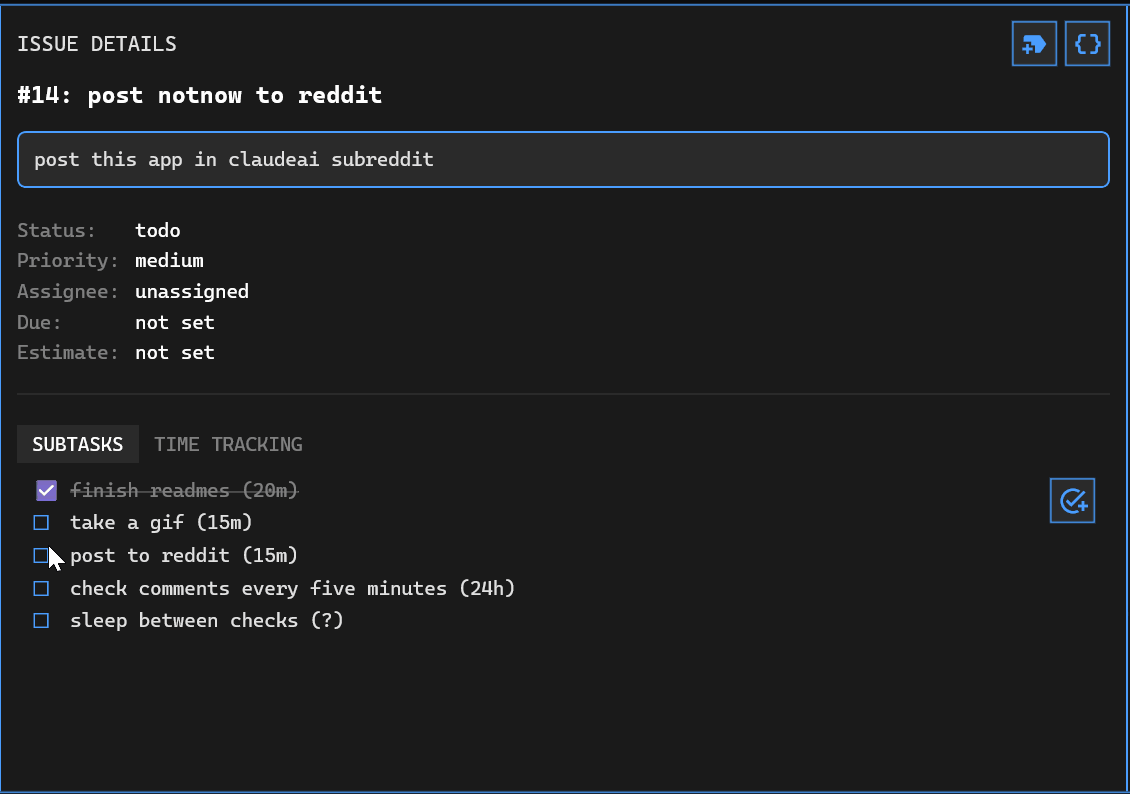 ISSUE DETAILS
#14: post notnow to reddit
post this app in claudeai subreddit
Status: todo
Priority: medium
Assignee: unassigned
Due: not set
Estimate: not set
SUBTASKS TIME TRACKING
finish readmes (20m)
take a gif (15m)
post to reddit (15m)
check comments every five minutes (24h)
sleep between checks (?)